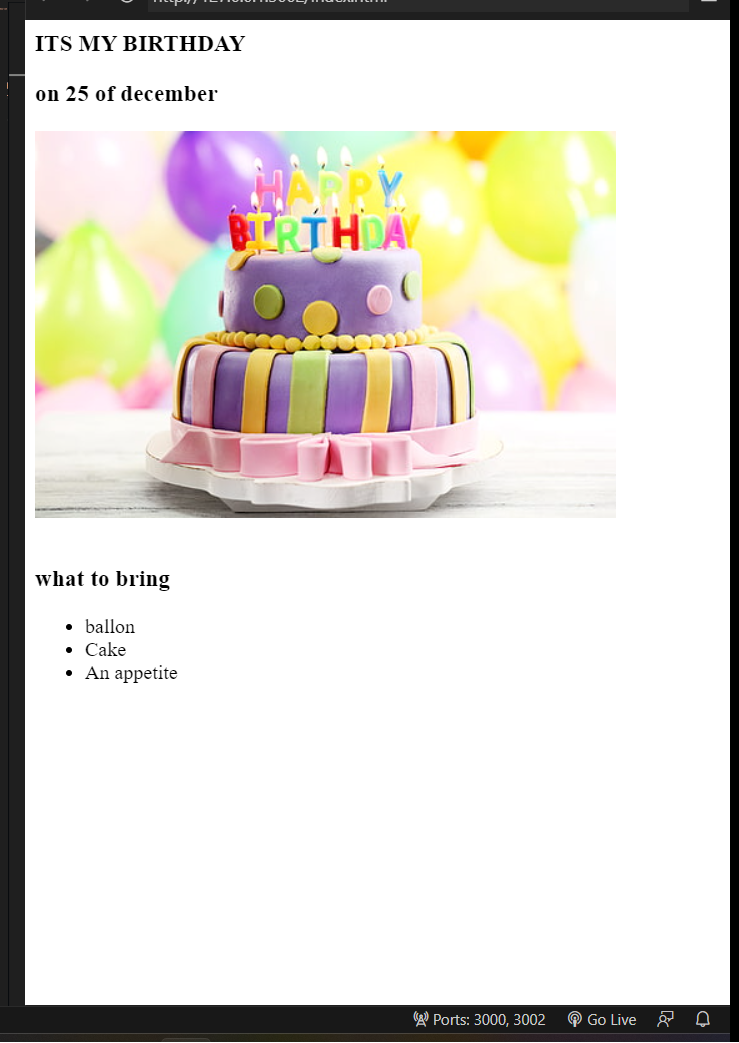 ITS MY BIRTHDAY
on 25 of december
HAPPY
BIRTHDAY
what to bring
ballon
Cake
An appetite
Ports: 3000, 3002
Go Live